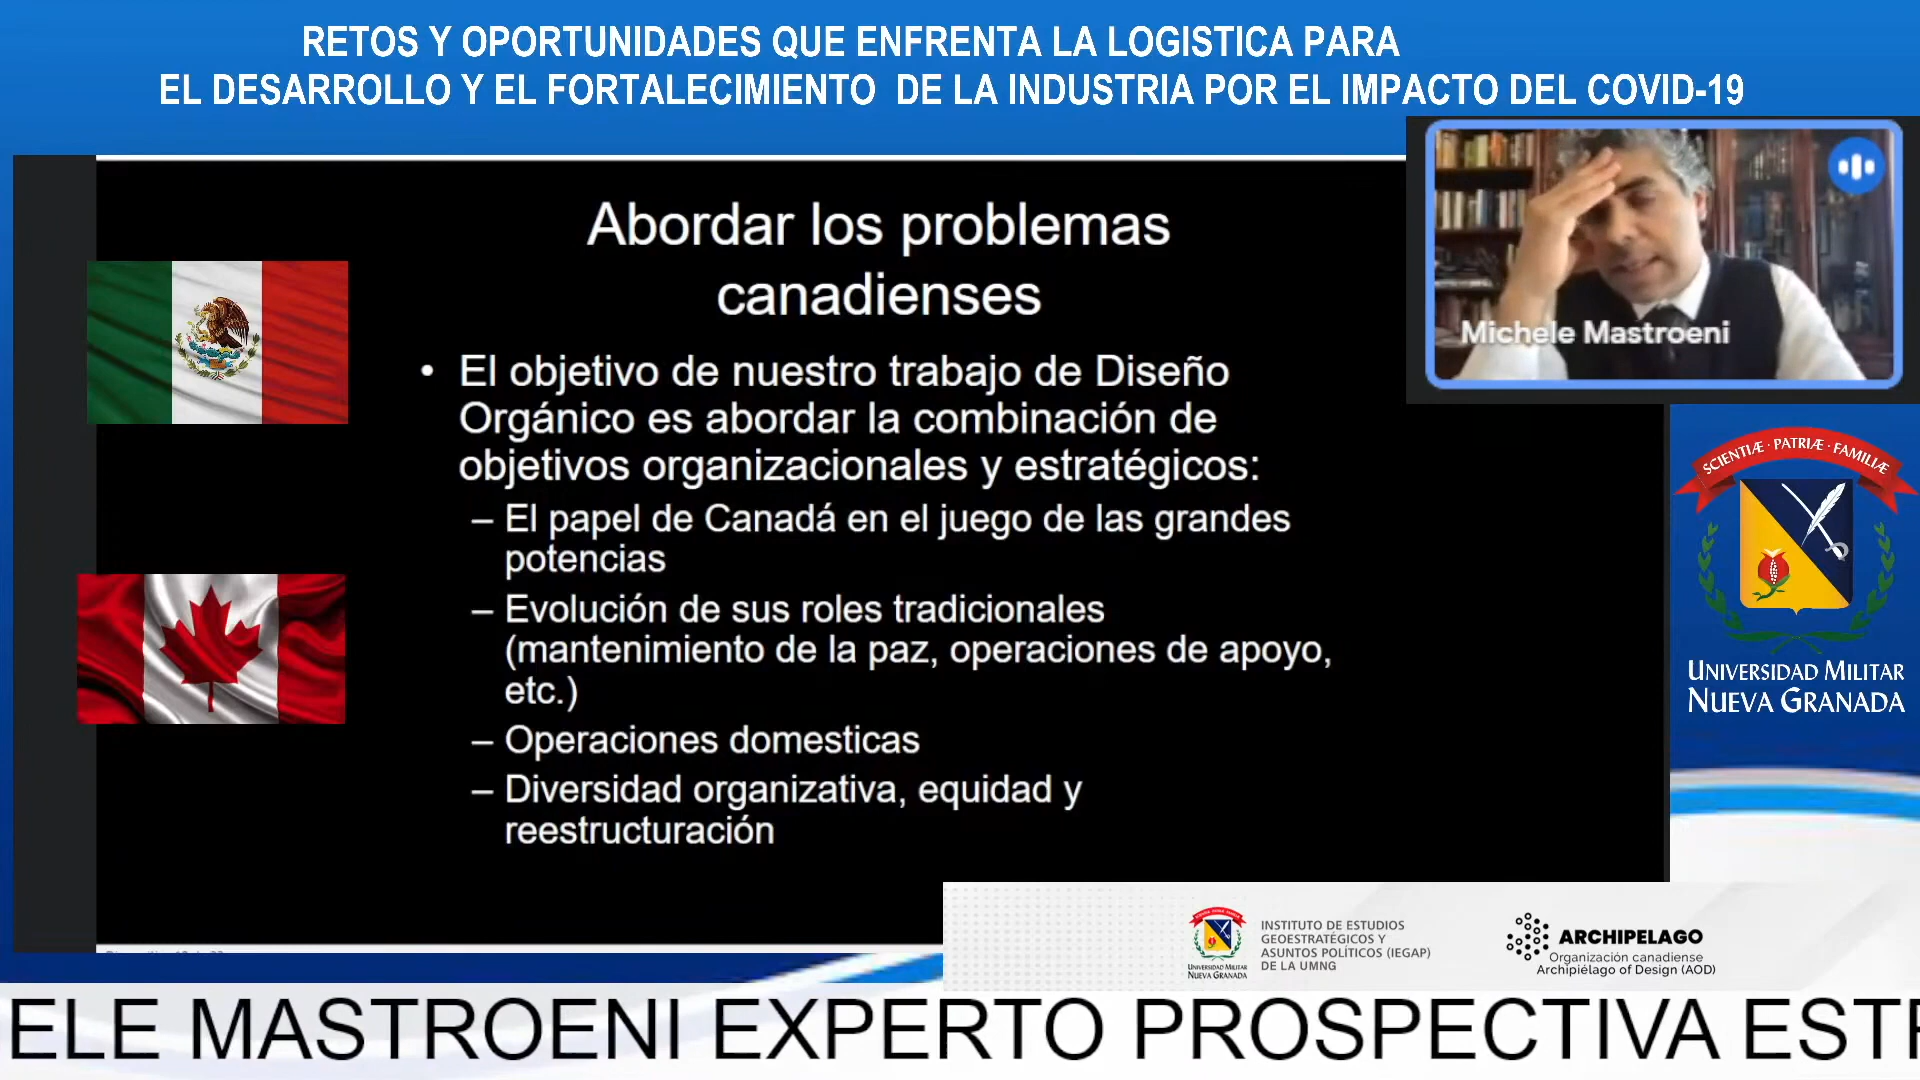 RETOS Y OPORTUNIDADES QUE ENFRENTA LA LOGISTICA PARA
EL DESARROLLO Y EL FORTALECIMIENTO DE LA INDUSTRIA POR EL IMPACTO DEL COVID-19
Michele Mastroeni
Abordar los problemas
canadienses
• El objetivo de nuestro trabajo de Diseño
Orgánico es abordar la combinación de
objetivos organizacionales y estratégicos:
– El papel de Canadá en el juego de las grandes
potencias
– Evolución de sus roles tradicionales
(mantenimiento de la paz, operaciones de apoyo,
etc.)
– Operaciones domesticas
– Diversidad organizativa, equidad y
reestructuración
SCIENTIÆ · PATRIÆ · FAMILIÆ
UNIVERSIDAD MILITAR
NUEVA GRANADA
UNIVERSIDAD MILITAR
NUEVA GRANADA
INSTITUTO DE ESTUDIOS
GEOESTRATÉGICOS Y
ASUNTOS POLÍTICOS (IEGAP)
DE LA UMNG
ARCHIPELAGO
Organización canadiense
Archipiélago of Design (AOD)
ELE MASTROENI EXPERTO PROSPECTIVA ESTR